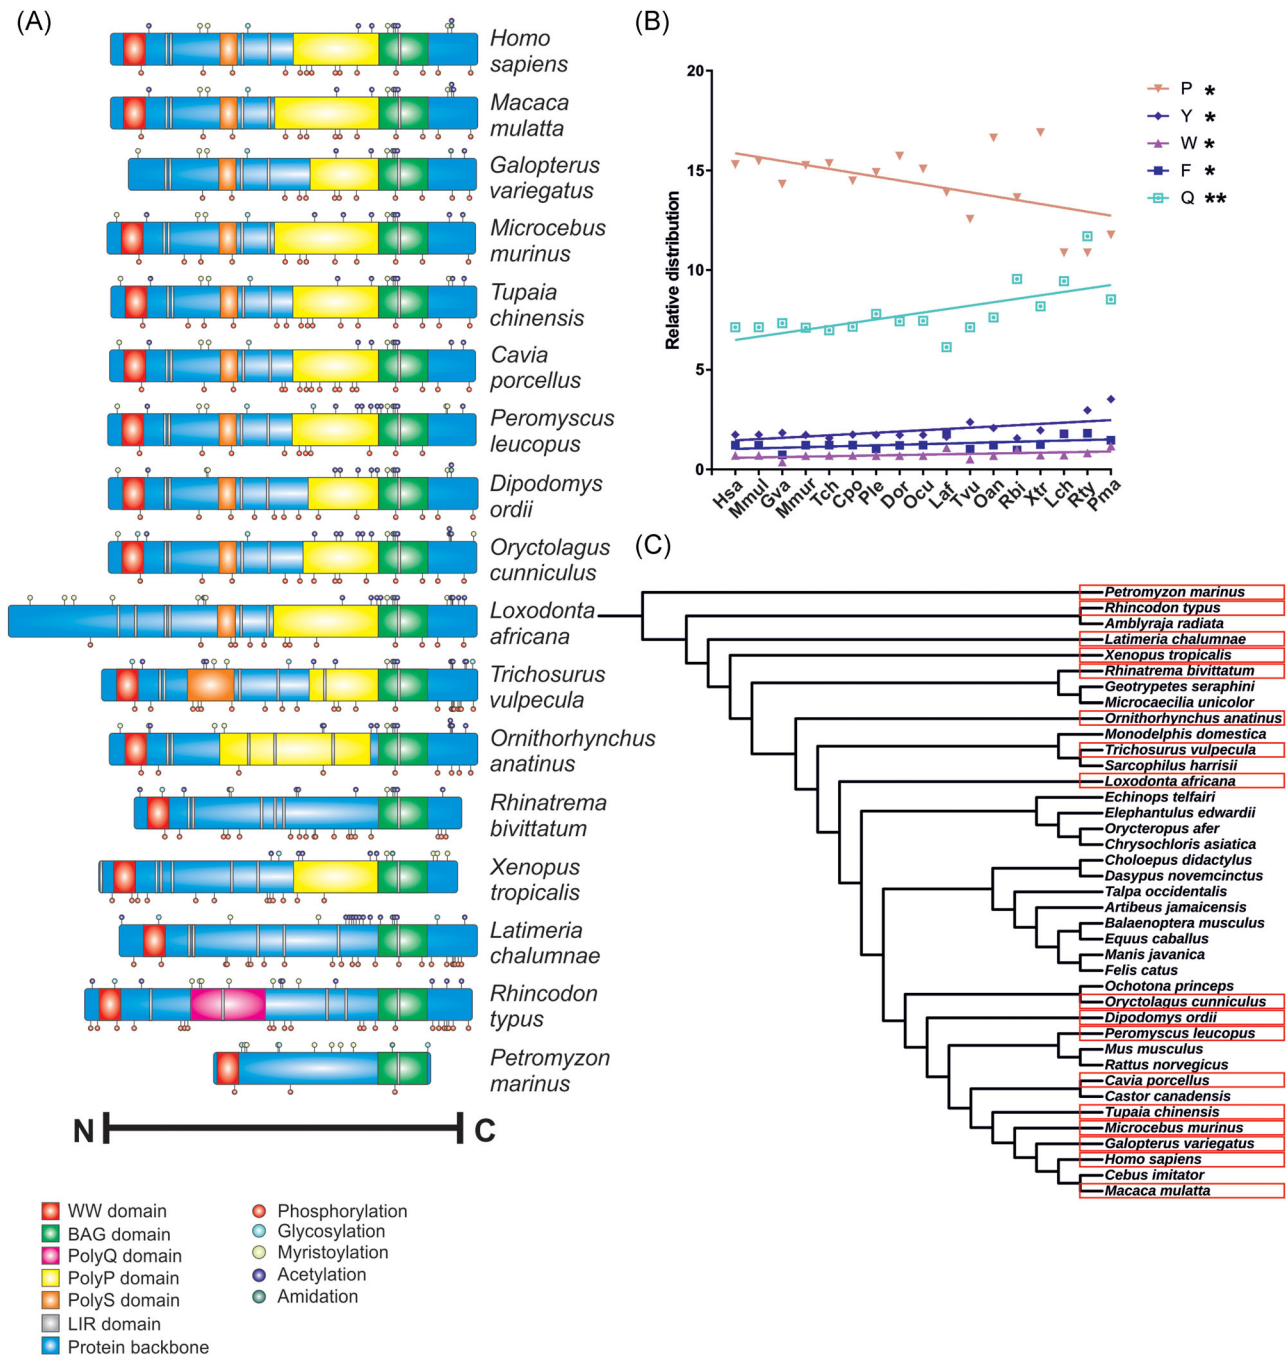 (A)
Homo
sapiens
Macaca
mulatta
Galopterus
variegatus
Microcebus
murinus
Tupaia
chinensis
Cavia
porcellus
Peromyscus
leucopus
Dipodomys
ordii
Oryctolagus
cunniculus
Loxodonta
africana
Trichosurus
vulpecula
Ornithorhynchus
anatinus
Rhinatrema
bivittatum
Xenopus
tropicalis
Latimeria
chalumnae
Rhincodon
typus
Petromyzon
marinus
N
C
WW domain
BAG domain
PolyQ domain
PolyP domain
PolyS domain
LIR domain
Protein backbone
Phosphorylation
Glycosylation
Myristoylation
Acetylation
Amidation
(B)
Relative distribution
20
15
10
5
0
Hsa
Mmul
Gva
Mmur
Tch
Cpo
Ple
Dor
Ocu
Laf
Tvu
Oan
Rbi
Xtr
Lch
Rty
Pma
P *
Y *
W *
F *
Q **
(C)
Petromyzon marinus
Rhincodon typus
Amblyraja radiata
Latimeria chalumnae
Xenopus tropicalis
Rhinatrema bivittatum
Geotrypetes seraphini
Microcaecilia unicolor
Ornithorhynchus anatinus
Monodelphis domestica
Trichosurus vulpecula
Sarcophilus harrisii
Loxodonta africana
Echinops telfairi
Elephantulus edwardii
Orycteropus afer
Chrysochloris asiatica
Choloepus didactylus
Dasypus novemcinctus
Talpa occidentalis
Artibeus jamaicensis
Balaenoptera musculus
Equus caballus
Manis javanica
Felis catus
Ochotona princeps
Oryctolagus cunniculus
Dipodomys ordii
Peromyscus leucopus
Mus musculus
Rattus norvegicus
Cavia porcellus
Castor canadensis
Tupaia chinensis
Microcebus murinus
Galopterus variegatus
Homo sapiens
Cebus imitator
Macaca mulatta